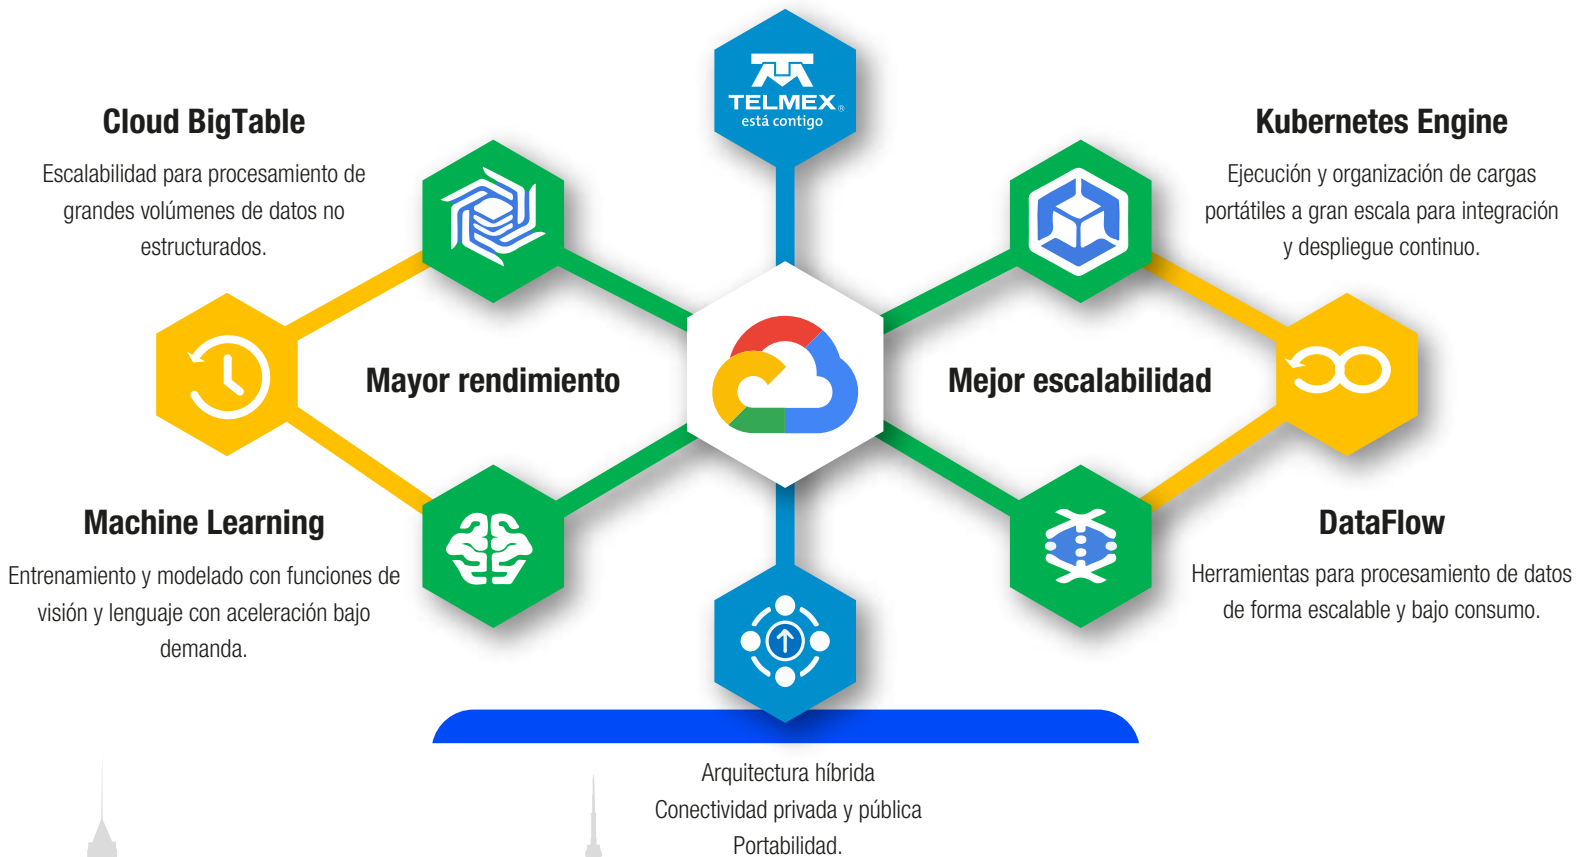 TELMEX®
está contigo
Cloud BigTable
Escalabilidad para procesamiento de
grandes volúmenes de datos no
estructurados.
Kubernetes Engine
Ejecución y organización de cargas
portátiles a gran escala para integración
y despliegue continuo.
Mayor rendimiento
Mejor escalabilidad
Machine Learning
Entrenamiento y modelado con funciones de
visión y lenguaje con aceleración bajo
demanda.
DataFlow
Herramientas para procesamiento de datos
de forma escalable y bajo consumo.
Arquitectura híbrida
Conectividad privada y pública
Portabilidad.